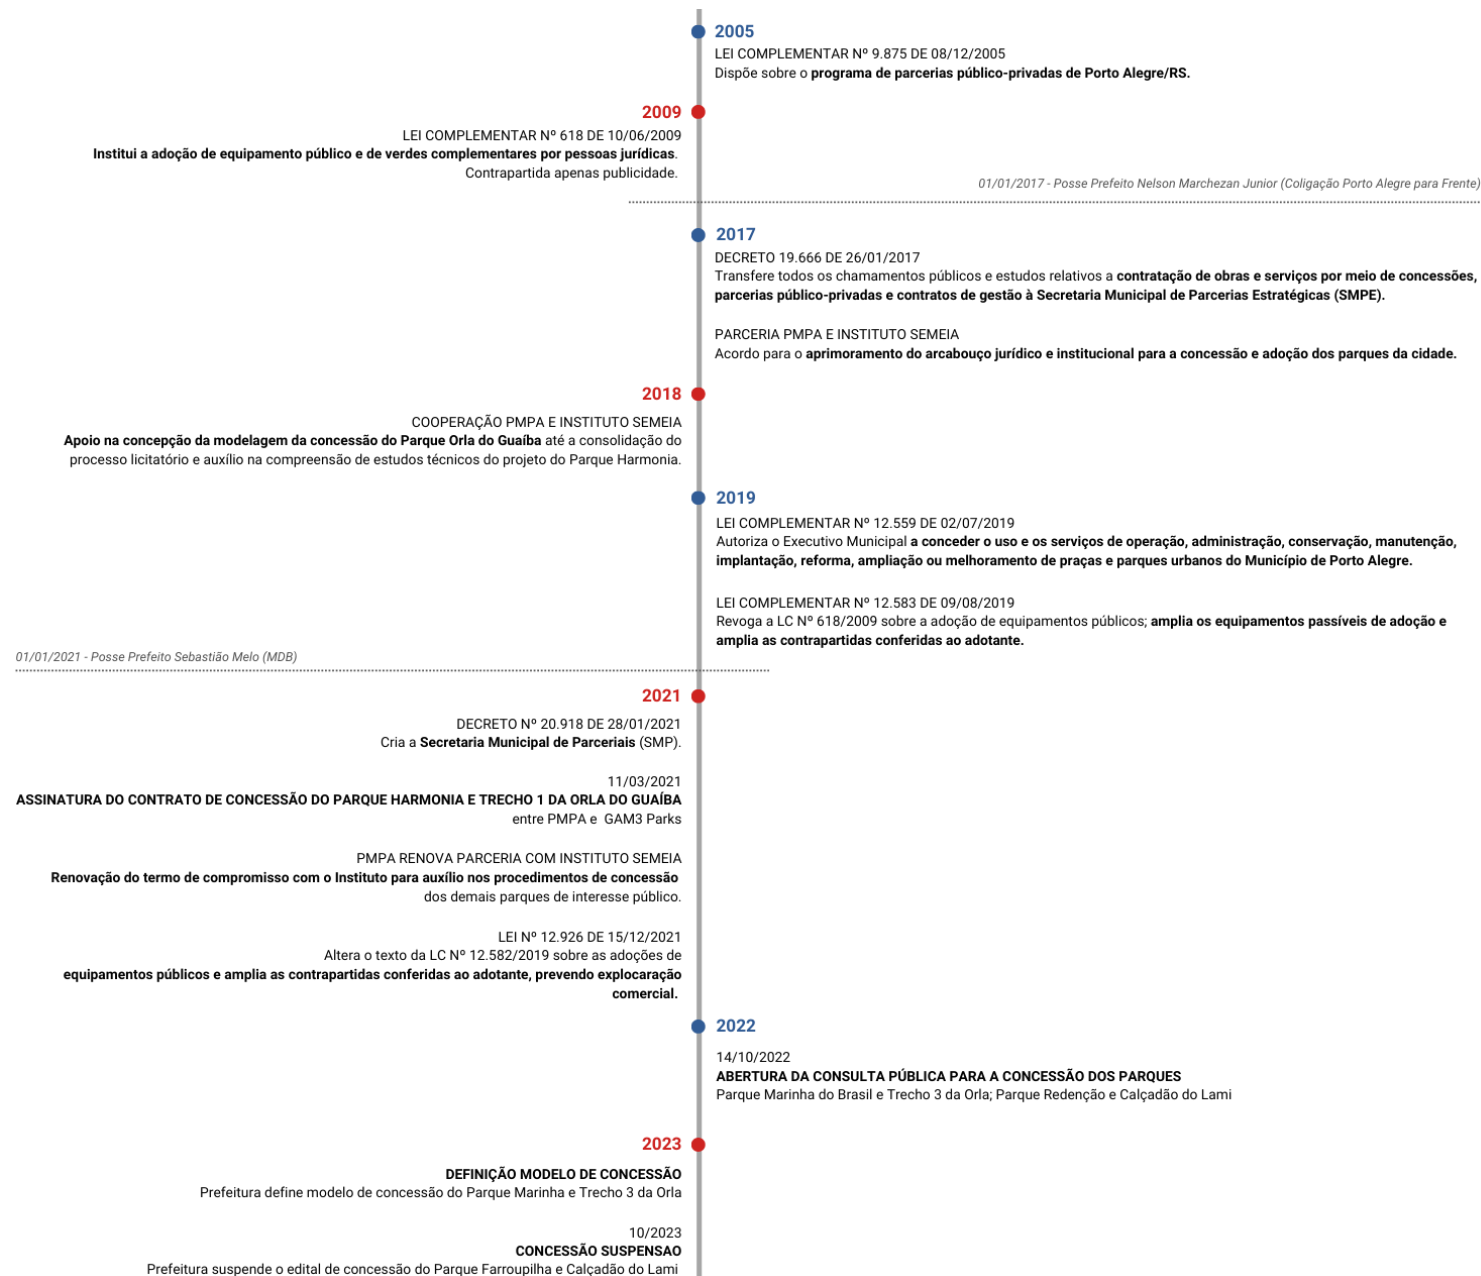 2005
LEI COMPLEMENTAR Nº 9.875 DE 08/12/2005
Dispõe sobre o programa de parcerias público-privadas de Porto Alegre/RS.
2009
LEI COMPLEMENTAR Nº 618 DE 10/06/2009
Institui a adoção de equipamento público e de verdes complementares por pessoas jurídicas.
Contrapartida apenas publicidade.
01/01/2017 - Posse Prefeito Nelson Marchezan Junior (Coligação Porto Alegre para Frente)
2017
DECRETO 19.666 DE 26/01/2017
Transfere todos os chamamentos públicos e estudos relativos a contratação de obras e serviços por meio de concessões,
parcerias público-privadas e contratos de gestão à Secretaria Municipal de Parcerias Estratégicas (SMPE).
PARCERIA PMPA E INSTITUTO SEMEIA
Acordo para o aprimoramento do arcabouço jurídico e institucional para a concessão e adoção dos parques da cidade.
2018
COOPERAÇÃO PMPA E INSTITUTO SEMEIA
Apoio na concepção da modelagem da concessão do Parque Orla do Guaíba até a consolidação do
processo licitatório e auxílio na compreensão de estudos técnicos do projeto do Parque Harmonia.
2019
LEI COMPLEMENTAR Nº 12.559 DE 02/07/2019
Autoriza o Executivo Municipal a conceder o uso e os serviços de operação, administração, conservação, manutenção,
implantação, reforma, ampliação ou melhoramento de praças e parques urbanos do Município de Porto Alegre.
LEI COMPLEMENTAR Nº 12.583 DE 09/08/2019
Revoga a LC Nº 618/2009 sobre a adoção de equipamentos públicos; amplia os equipamentos passíveis de adoção e
amplia as contrapartidas conferidas ao adotante.
01/01/2021 - Posse Prefeito Sebastião Melo (MDB)
2021
DECRETO Nº 20.918 DE 28/01/2021
Cria a Secretaria Municipal de Parceriais (SMP).
11/03/2021
ASSINATURA DO CONTRATO DE CONCESSÃO DO PARQUE HARMONIA E TRECHO 1 DA ORLA DO GUAÍBA
entre PMPA e GAM3 Parks
PMPA RENOVA PARCERIA COM INSTITUTO SEMEIA
Renovação do termo de compromisso com o Instituto para auxílio nos procedimentos de concessão
dos demais parques de interesse público.
LEI Nº 12.926 DE 15/12/2021
Altera o texto da LC Nº 12.582/2019 sobre as adoções de
equipamentos públicos e amplia as contrapartidas conferidas ao adotante, prevendo explocaração
comercial.
2022
14/10/2022
ABERTURA DA CONSULTA PÚBLICA PARA A CONCESSÃO DOS PARQUES
Parque Marinha do Brasil e Trecho 3 da Orla; Parque Redenção e Calçadão do Lami
2023
DEFINIÇÃO MODELO DE CONCESSÃO
Prefeitura define modelo de concessão do Parque Marinha e Trecho 3 da Orla
10/2023
CONCESSÃO SUSPENSAO
Prefeitura suspende o edital de concessão do Parque Farroupilha e Calçadão do Lami